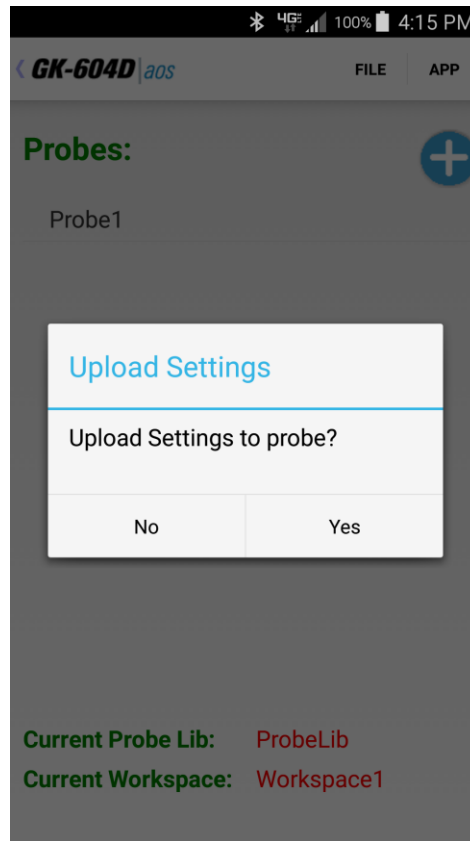 4G 100% 4:15 PM
GK-604D|aos FILE APP
Probes:
Probe1
Upload Settings
Upload Settings to probe?
No Yes
Current Probe Lib: ProbeLib
Current Workspace: Workspace1